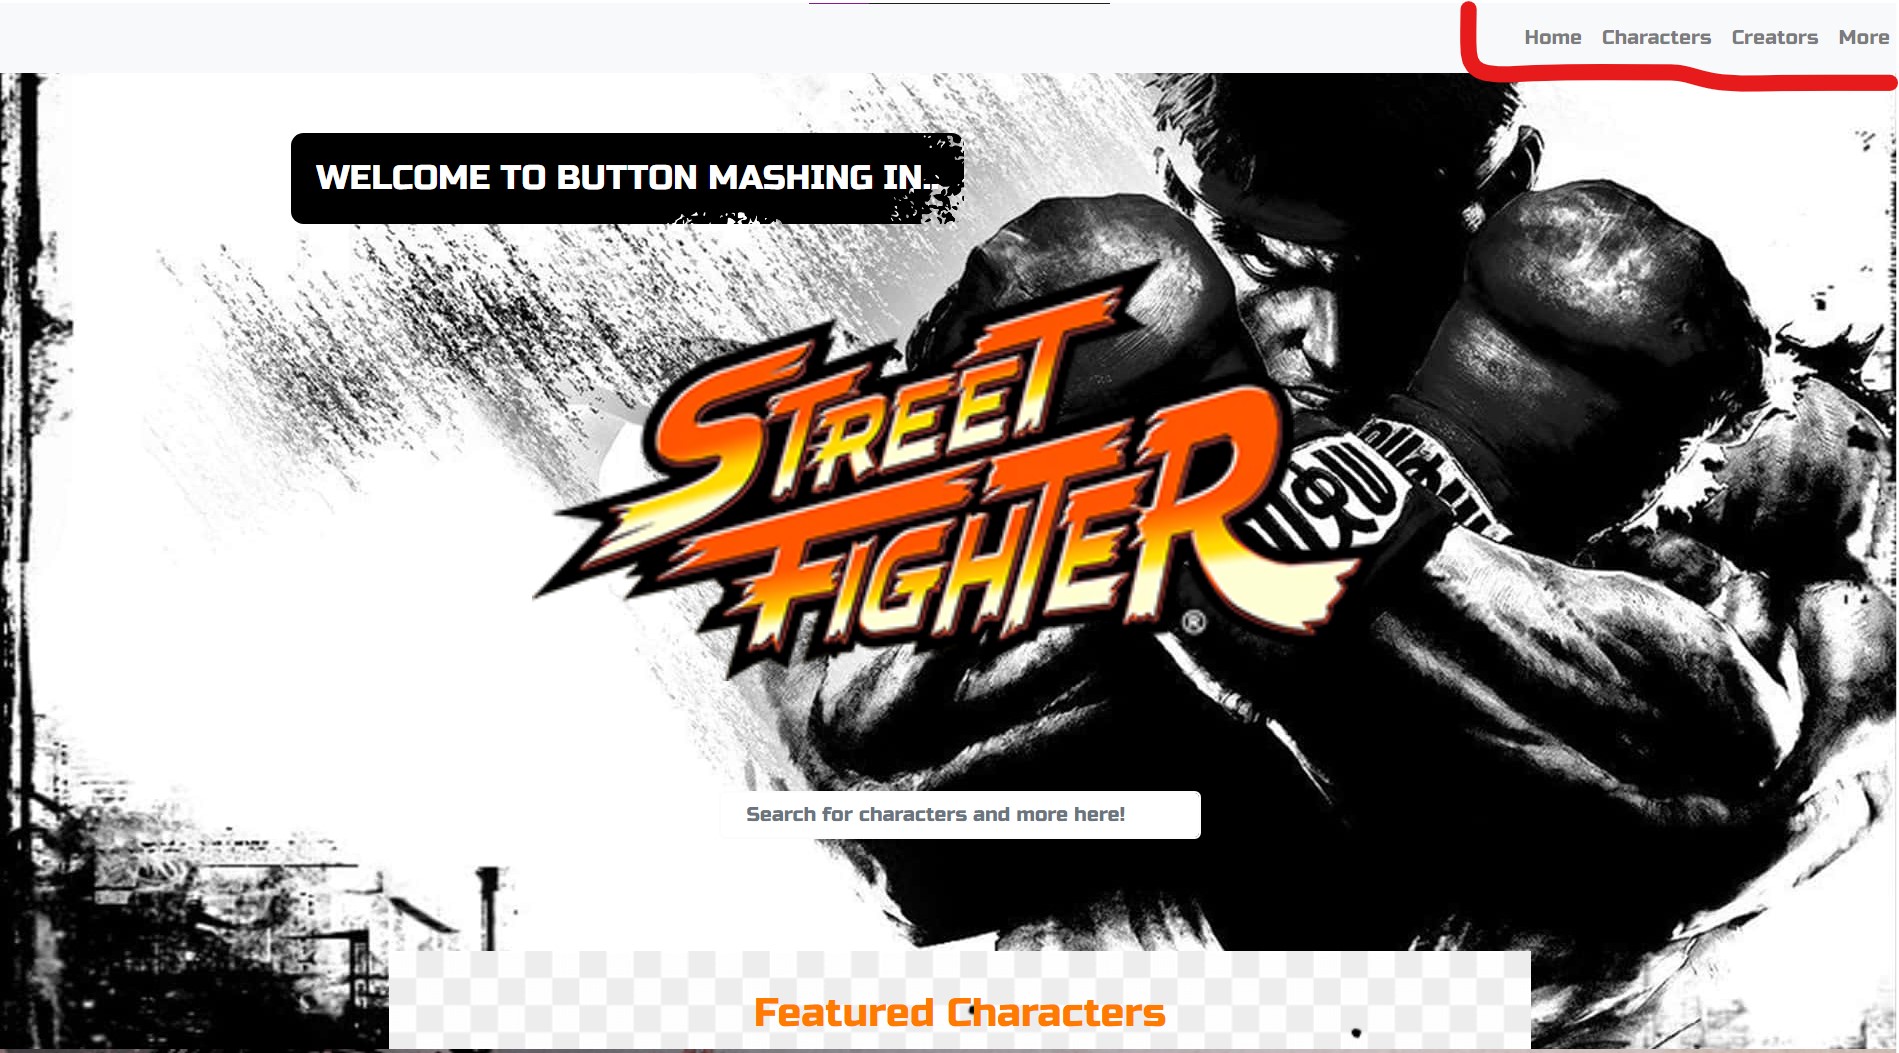 Home Characters Creators More
WELCOME TO BUTTON MASHING IN...
STREET
FIGHTER
®
Search for characters and more here!
Featured Characters